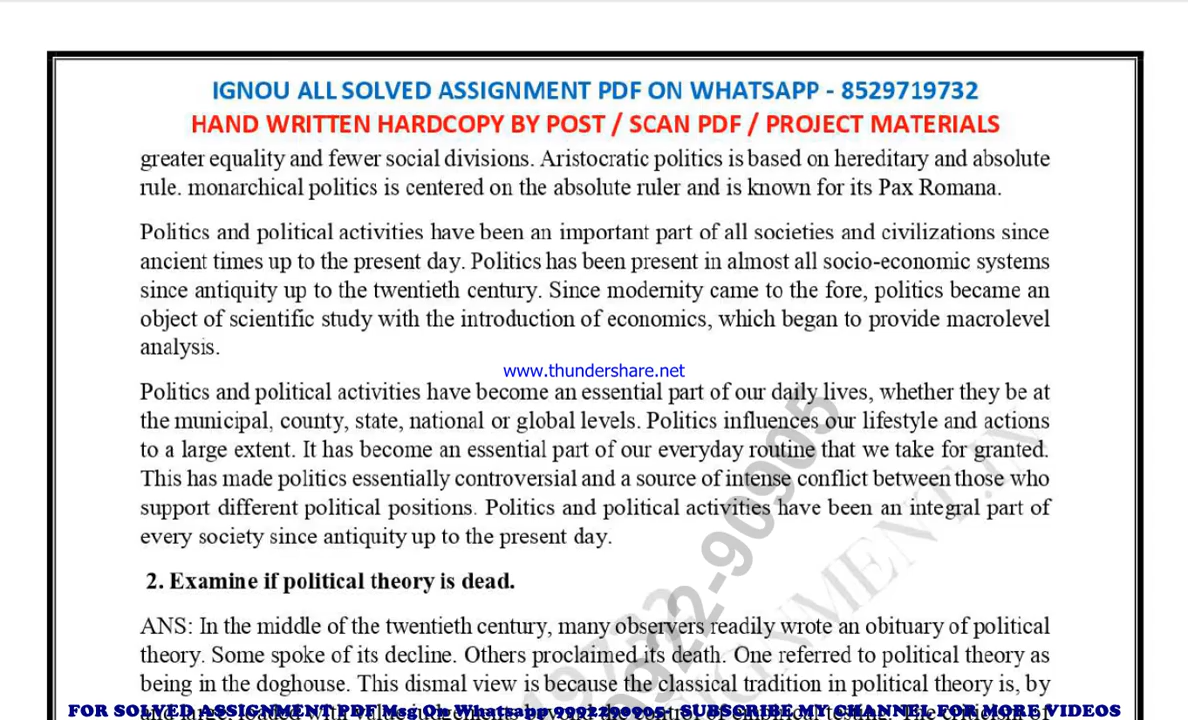 IGNOU ALL SOLVED ASSIGNMENT PDF ON WHATSAPP - 8529719732
HAND WRITTEN HARDCOPY BY POST / SCAN PDF / PROJECT MATERIALS
greater equality and fewer social divisions. Aristocratic politics is based on hereditary and absolute
rule. monarchical politics is centered on the absolute ruler and is known for its Pax Romana.
Politics and political activities have been an important part of all societies and civilizations since
ancient times up to the present day. Politics has been present in almost all socio-economic systems
since antiquity up to the twentieth century. Since modernity came to the fore, politics became an
object of scientific study with the introduction of economics, which began to provide macrolevel
analysis.
www.thundershare.net
Politics and political activities have become an essential part of our daily lives, whether they be at
the municipal, county, state, national or global levels. Politics influences our lifestyle and actions
to a large extent. It has become an essential part of our everyday routine that we take for granted.
This has made politics essentially controversial and a source of intense conflict between those who
support different political positions. Politics and political activities have been an integral part of
every society since antiquity up to the present day.
2. Examine if political theory is dead.
ANS: In the middle of the twentieth century, many observers readily wrote an obituary of political
theory. Some spoke of its decline. Others proclaimed its death. One referred to political theory as
being in the doghouse. This dismal view is because the classical tradition in political theory is, by
FOR SOLVED ASSIGNMENT PDF Msg On Whatsapp 9992290905- SUBSCRIBE MY CHANNEL FOR MORE VIDEOS